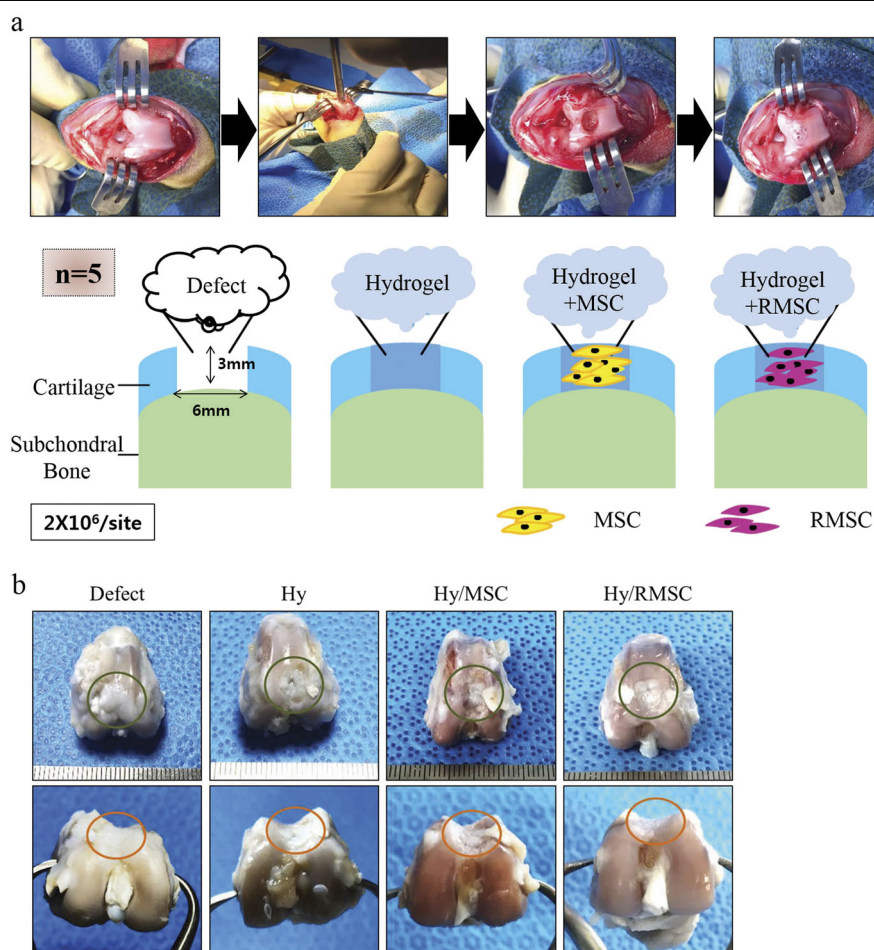 a
n=5
Defect
Hydrogel
Hydrogel
+MSC
Hydrogel
+RMSC
3mm
Cartilage
6mm
Subchondral
Bone
2X10⁶/site
MSC
RMSC
b
Defect
Hy
Hy/MSC
Hy/RMSC